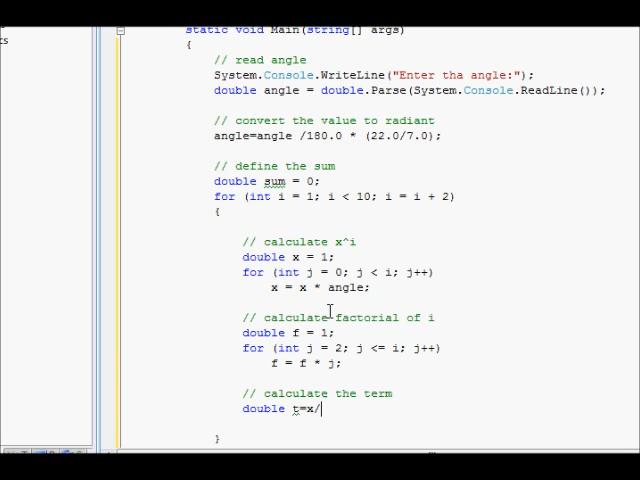 static void Main(string[] args)
{
// read angle
System.Console.WriteLine("Enter tha angle:");
double angle = double.Parse(System.Console.ReadLine());
// convert the value to radiant
angle=angle /180.0 * (22.0/7.0);
// define the sum
double sum = 0;
for (int i = 1; i < 10; i = i + 2)
{
// calculate x^i
double x = 1;
for (int j = 0; j < i; j++)
x = x * angle;
// calculate factorial of i
double f = 1;
for (int j = 2; j <= i; j++)
f = f * j;
// calculate the term
double t=x/
}